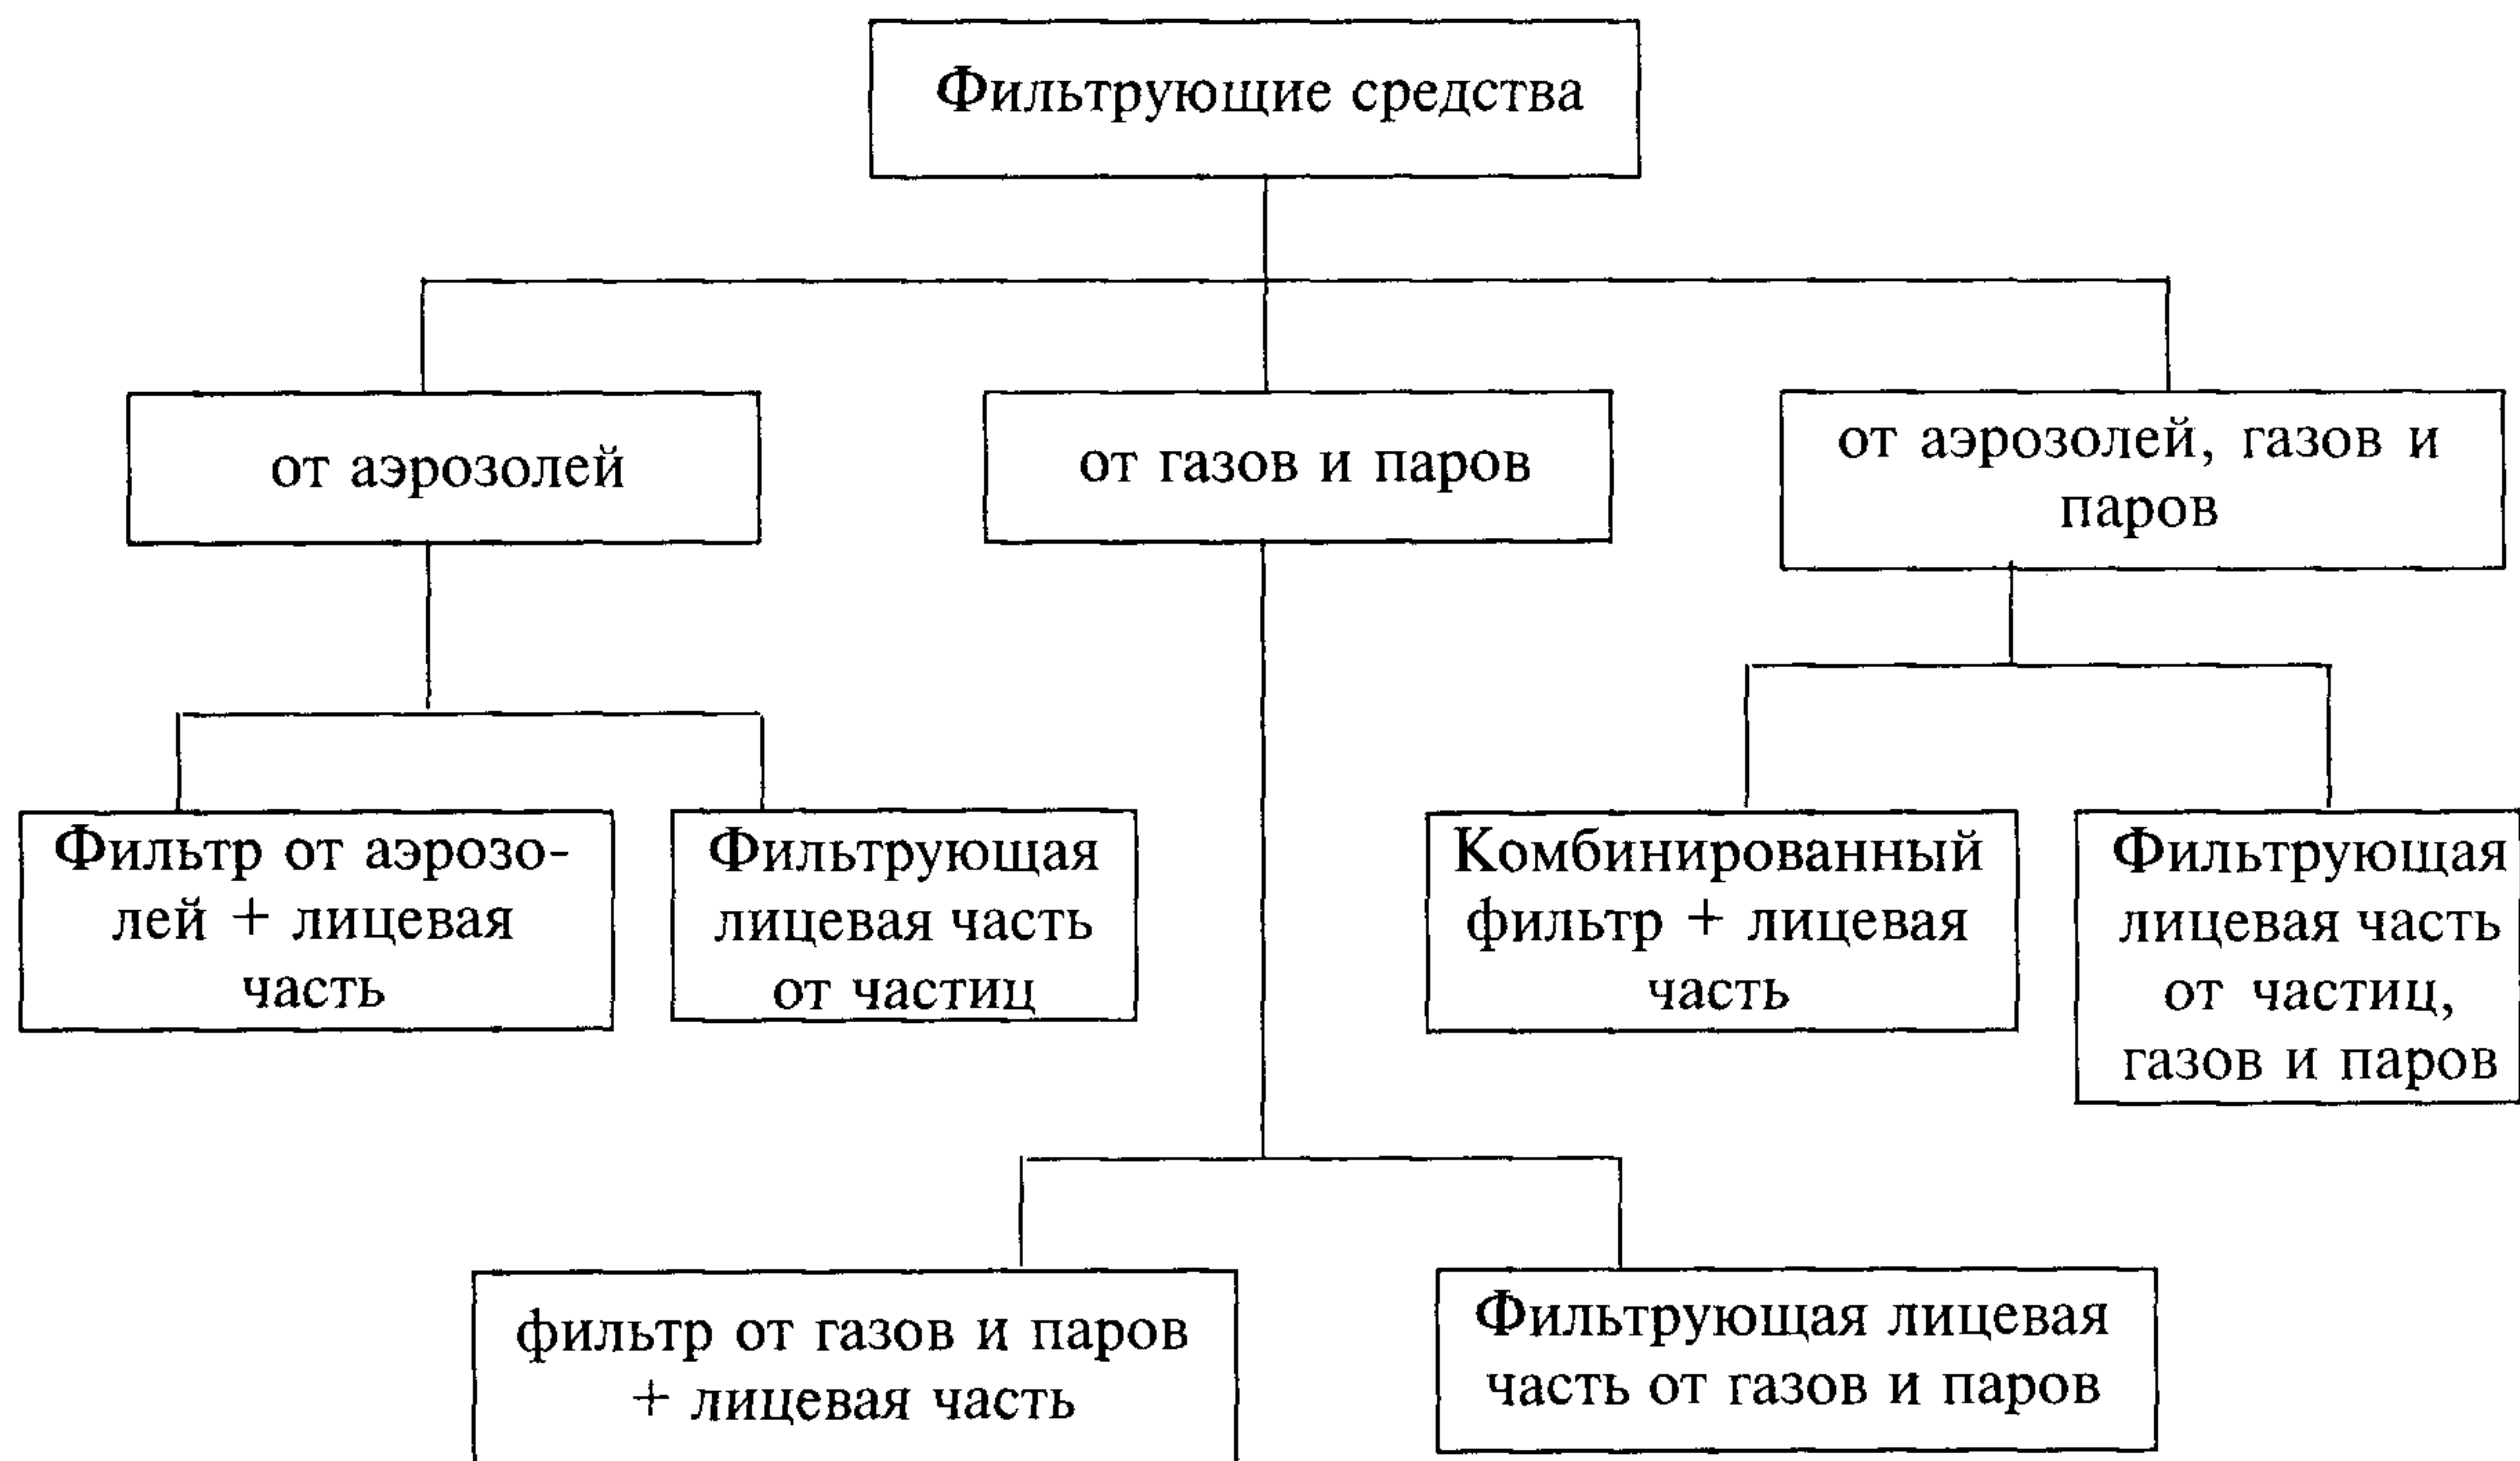 Фильтрующие средства
от аэрозолей
от газов и паров
от аэрозолей, газов и
паров
Фильтр от аэрозо-
лей + лицевая
часть
Фильтрующая
лицевая часть
от частиц
Комбинированный
фильтр + лицевая
часть
Фильтрующая
лицевая часть
от частиц,
газов и паров
фильтр от газов и паров
+ лицевая часть
Фильтрующая лицевая
часть от газов и паров